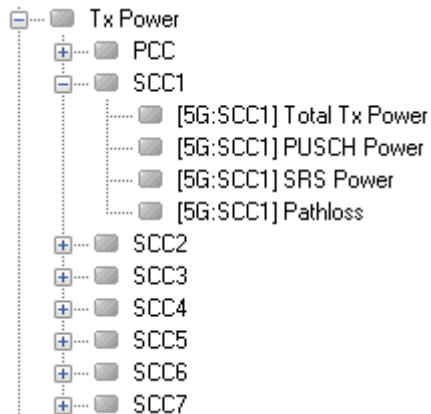 Tx Power
PCC
SCC1
[5G:SCC1] Total Tx Power
[5G:SCC1] PUSCH Power
[5G:SCC1] SRS Power
[5G:SCC1] Pathloss
SCC2
SCC3
SCC4
SCC5
SCC6
SCC7